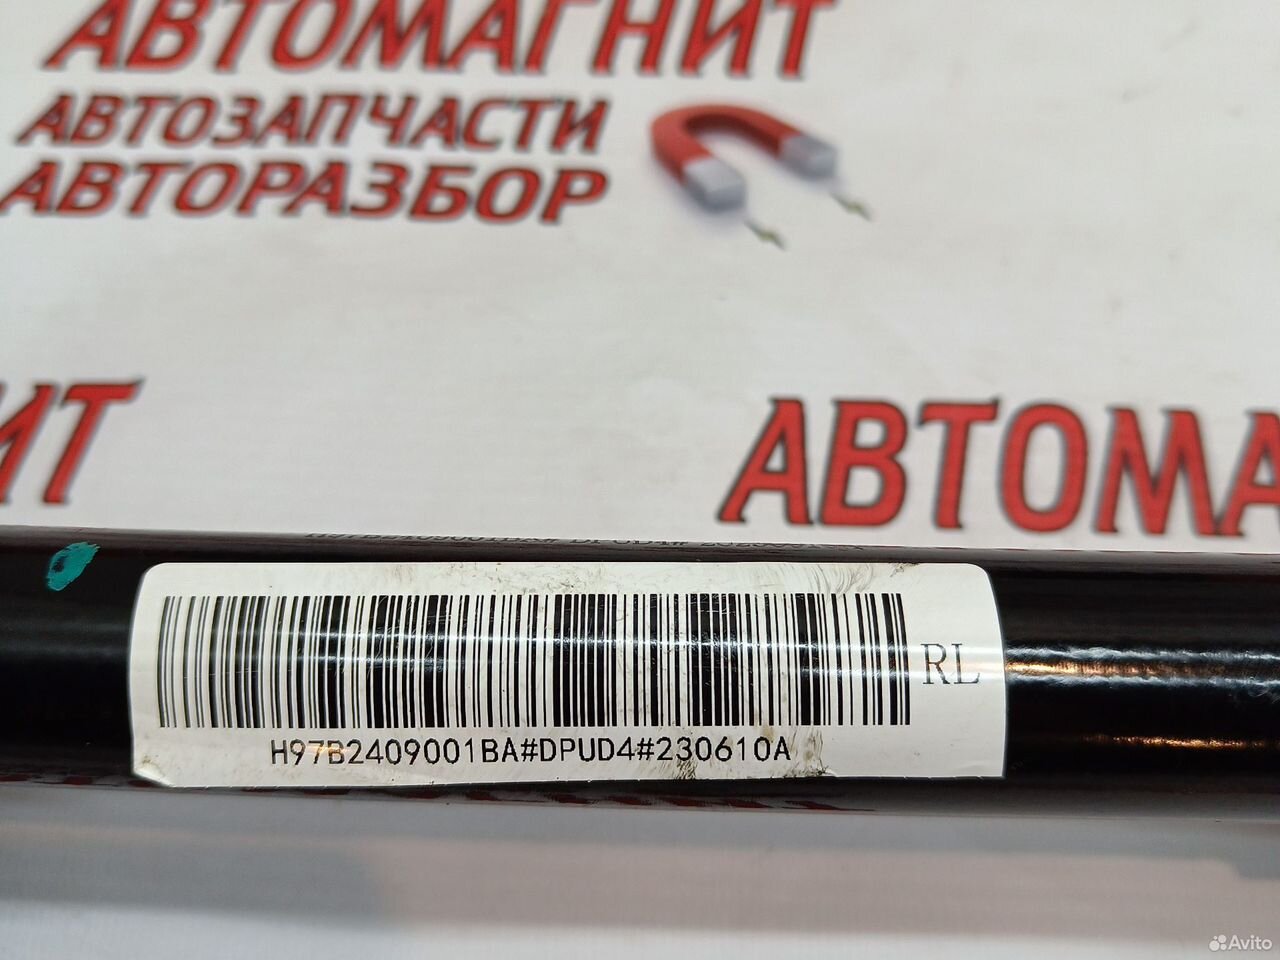 АВТОМАГНИТ
АВТОЗАПЧАСТИ
АВТОРАЗБОР
НИТ
АВТОМА
RL
H97B2409001BA#DPUD4#230610A
Avito